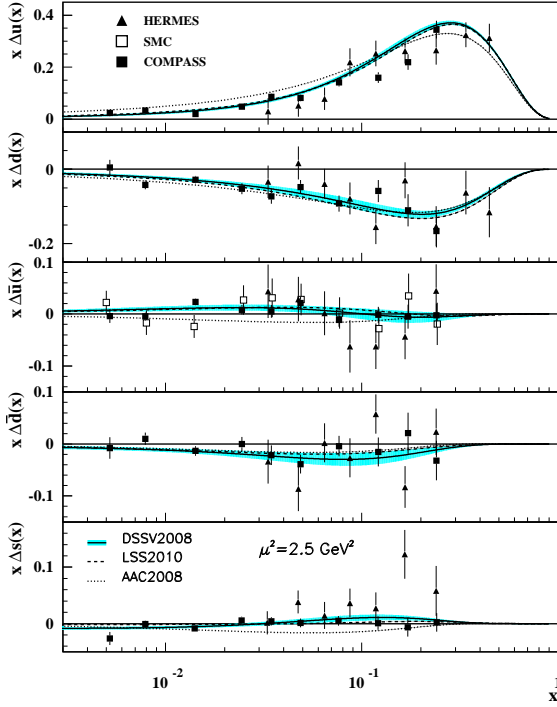 x Δu(x)
0.4
0.2
0
HERMES
SMC
COMPASS
x Δd(x)
0
-0.2
x Δū(x)
0.1
0
-0.1
x Δd̄(x)
0.1
0
-0.1
x Δs(x)
0.1
0
DSSV2008
LSS2010
AAC2008
μ²=2.5 GeV²
10⁻² 10⁻¹ 1
x